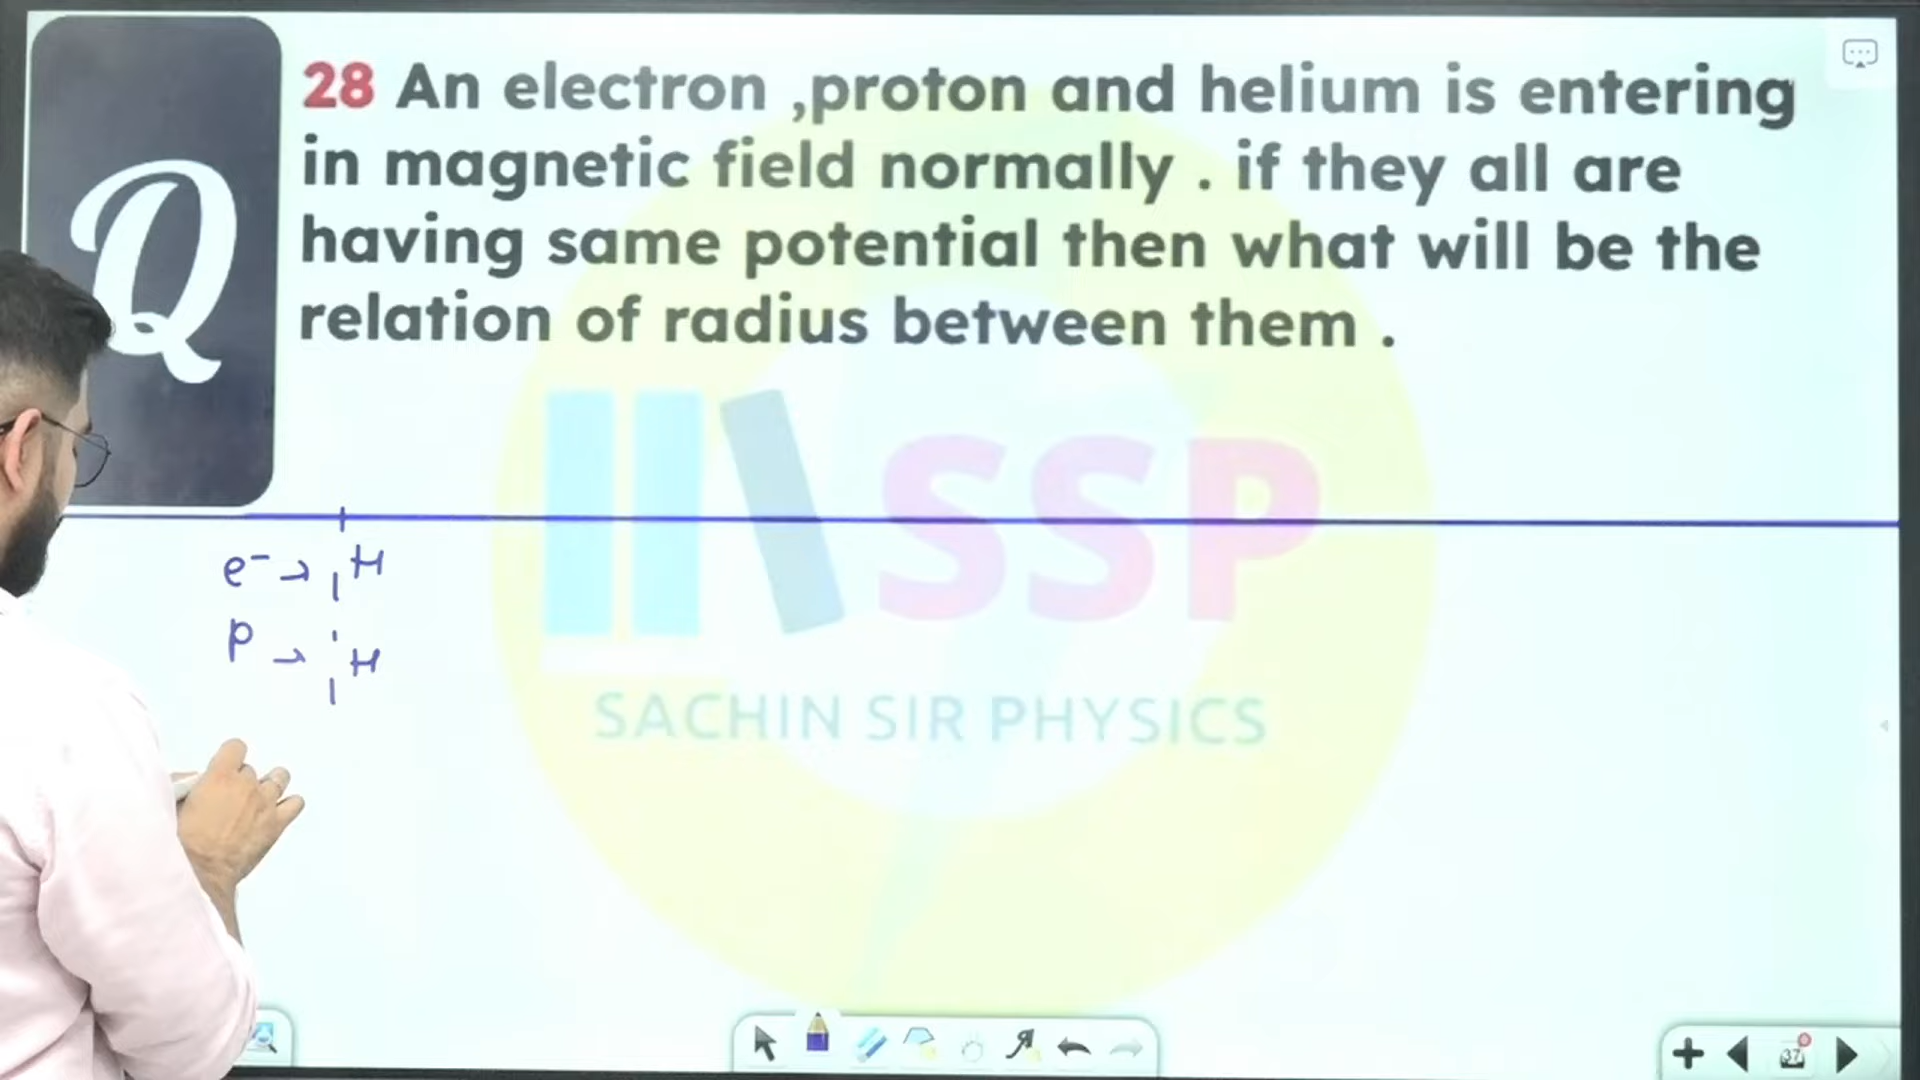 Q
28 An electron ,proton and helium is entering
in magnetic field normally . if they all are
having same potential then what will be the
relation of radius between them .
SSP
SACHIN SIR PHYSICS
e⁻ → ₁H
p → ¹₁H
37